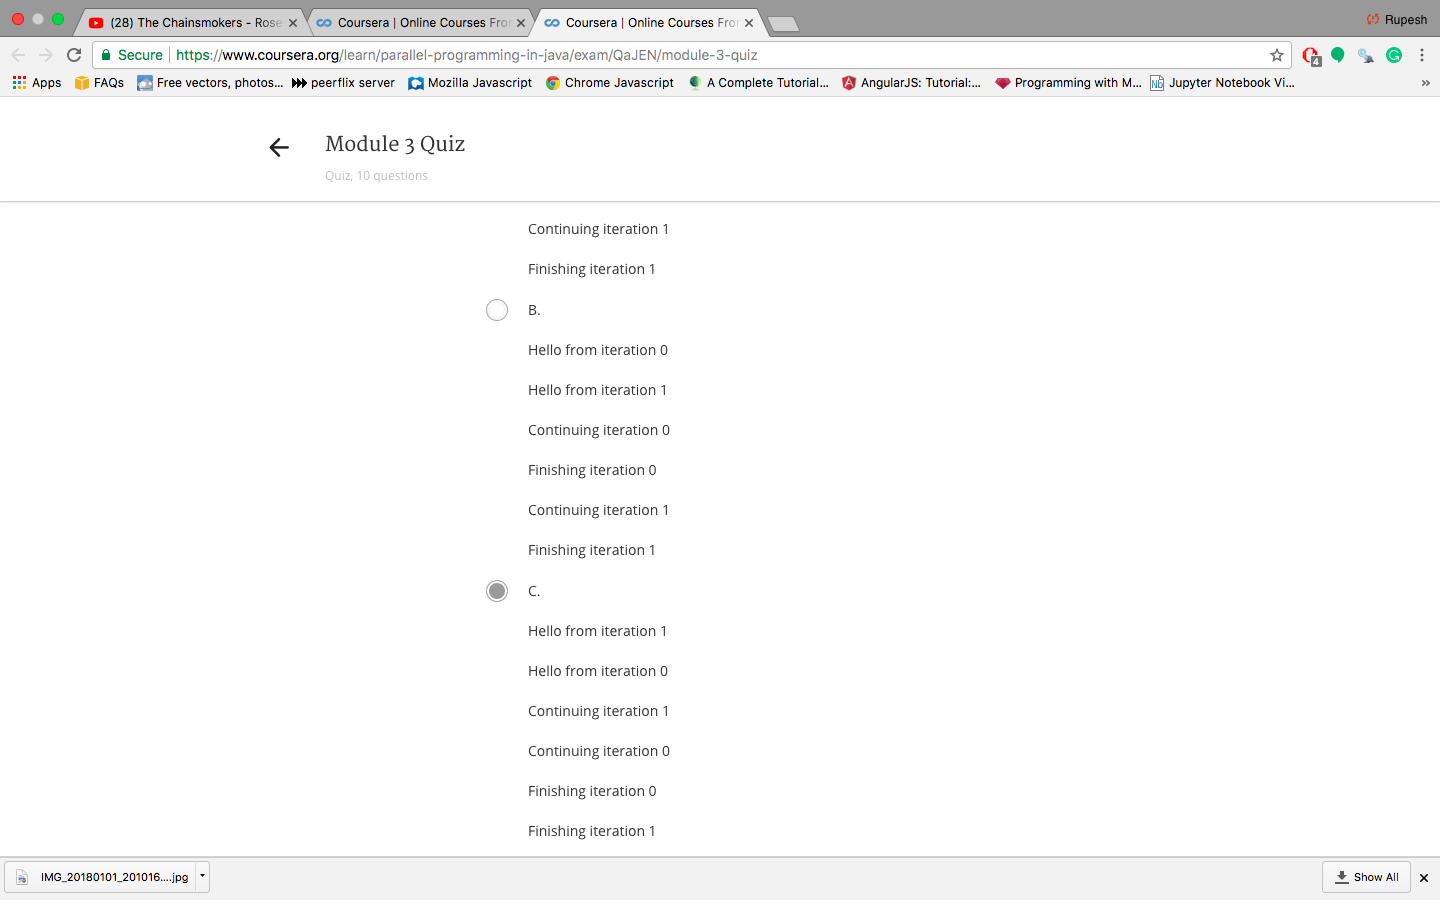 (28) The Chainsmokers - Rose
Coursera | Online Courses Fro
Coursera | Online Courses Fro
Rupesh
Secure
https://www.coursera.org/learn/parallel-programming-in-java/exam/QaJEN/module-3-quiz
4
Apps
FAQs
Free vectors, photos...
peerflix server
Mozilla Javascript
Chrome Javascript
A Complete Tutorial...
AngularJS: Tutorial:...
Programming with M...
Jupyter Notebook Vi...
»
Module 3 Quiz
Quiz, 10 questions
Continuing iteration 1
Finishing iteration 1
B.
Hello from iteration 0
Hello from iteration 1
Continuing iteration 0
Finishing iteration 0
Continuing iteration 1
Finishing iteration 1
C.
Hello from iteration 1
Hello from iteration 0
Continuing iteration 1
Continuing iteration 0
Finishing iteration 0
Finishing iteration 1
IMG_20180101_201016....jpg
Show All